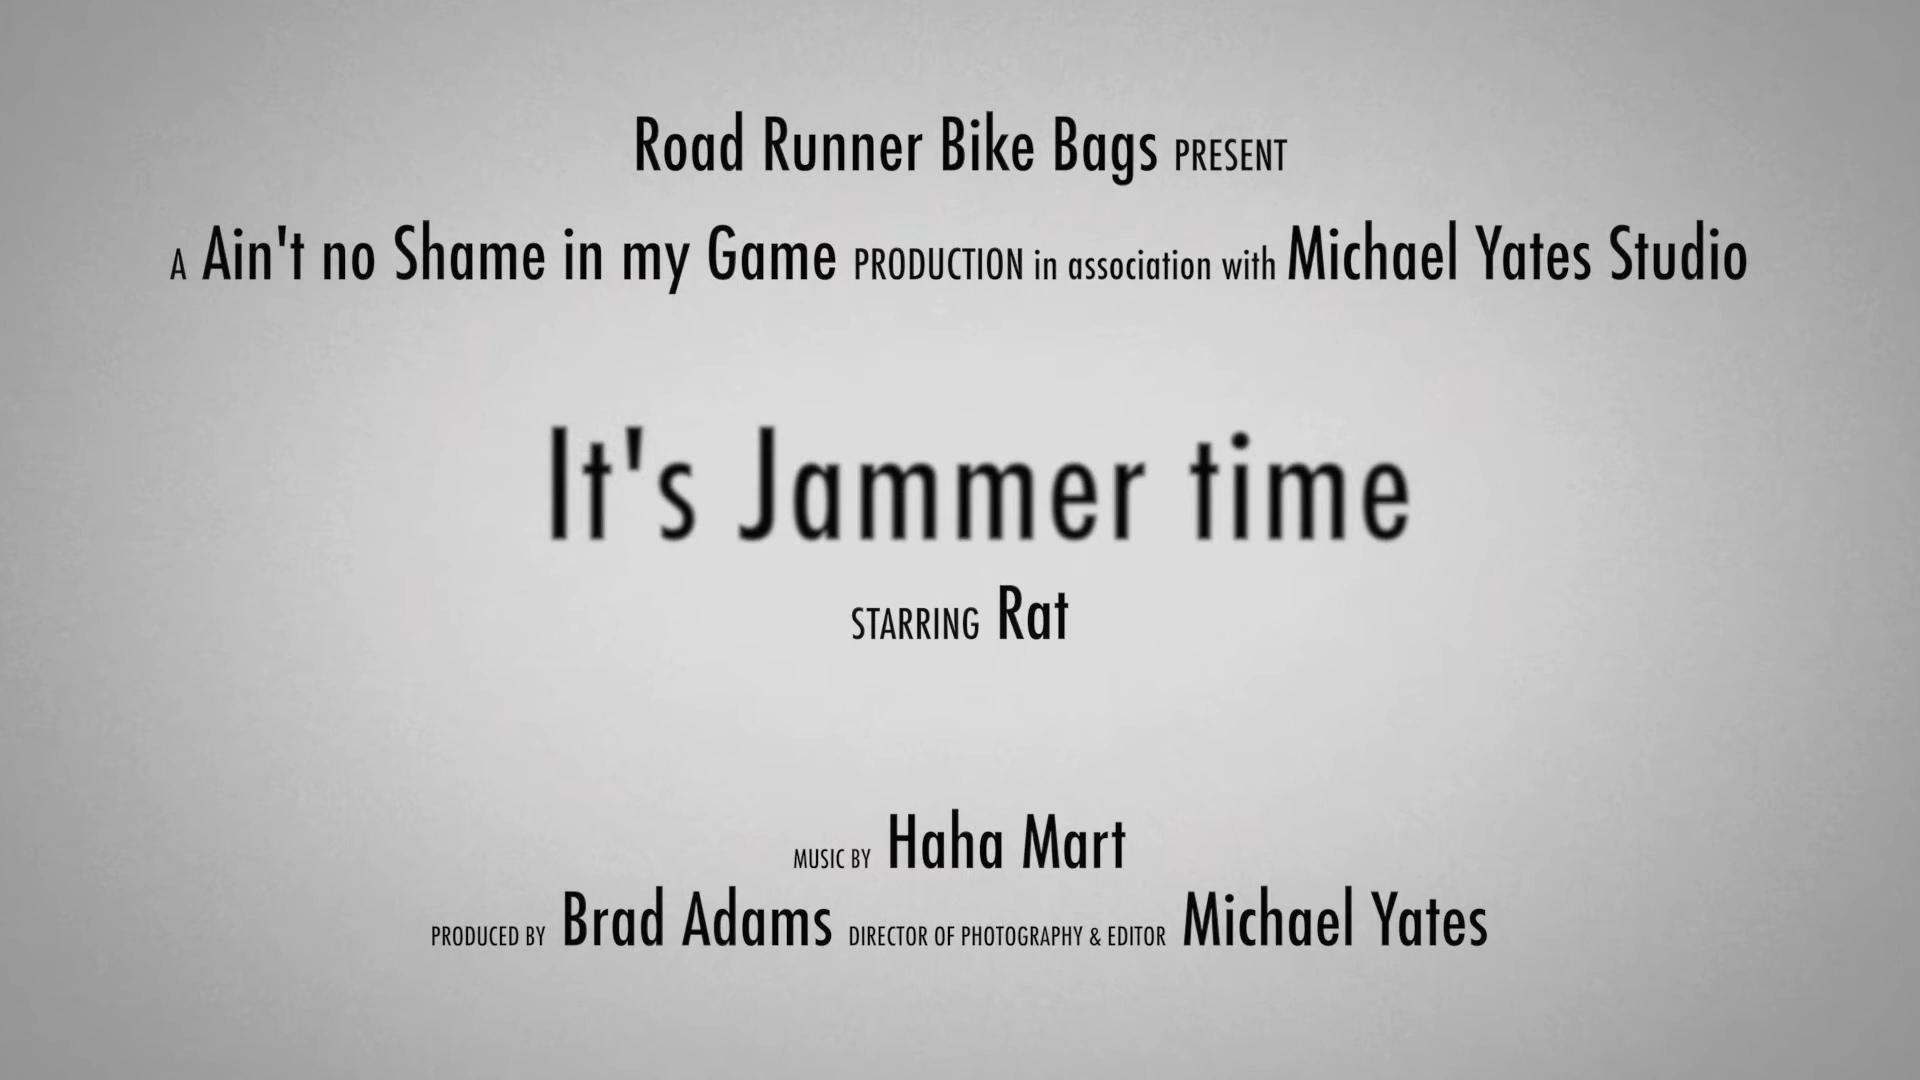 Road Runner Bike Bags PRESENT
A Ain't no Shame in my Game PRODUCTION in association with Michael Yates Studio
It's Jammer time
STARRING Rat
MUSIC BY Haha Mart
PRODUCED BY Brad Adams DIRECTOR OF PHOTOGRAPHY & EDITOR Michael Yates